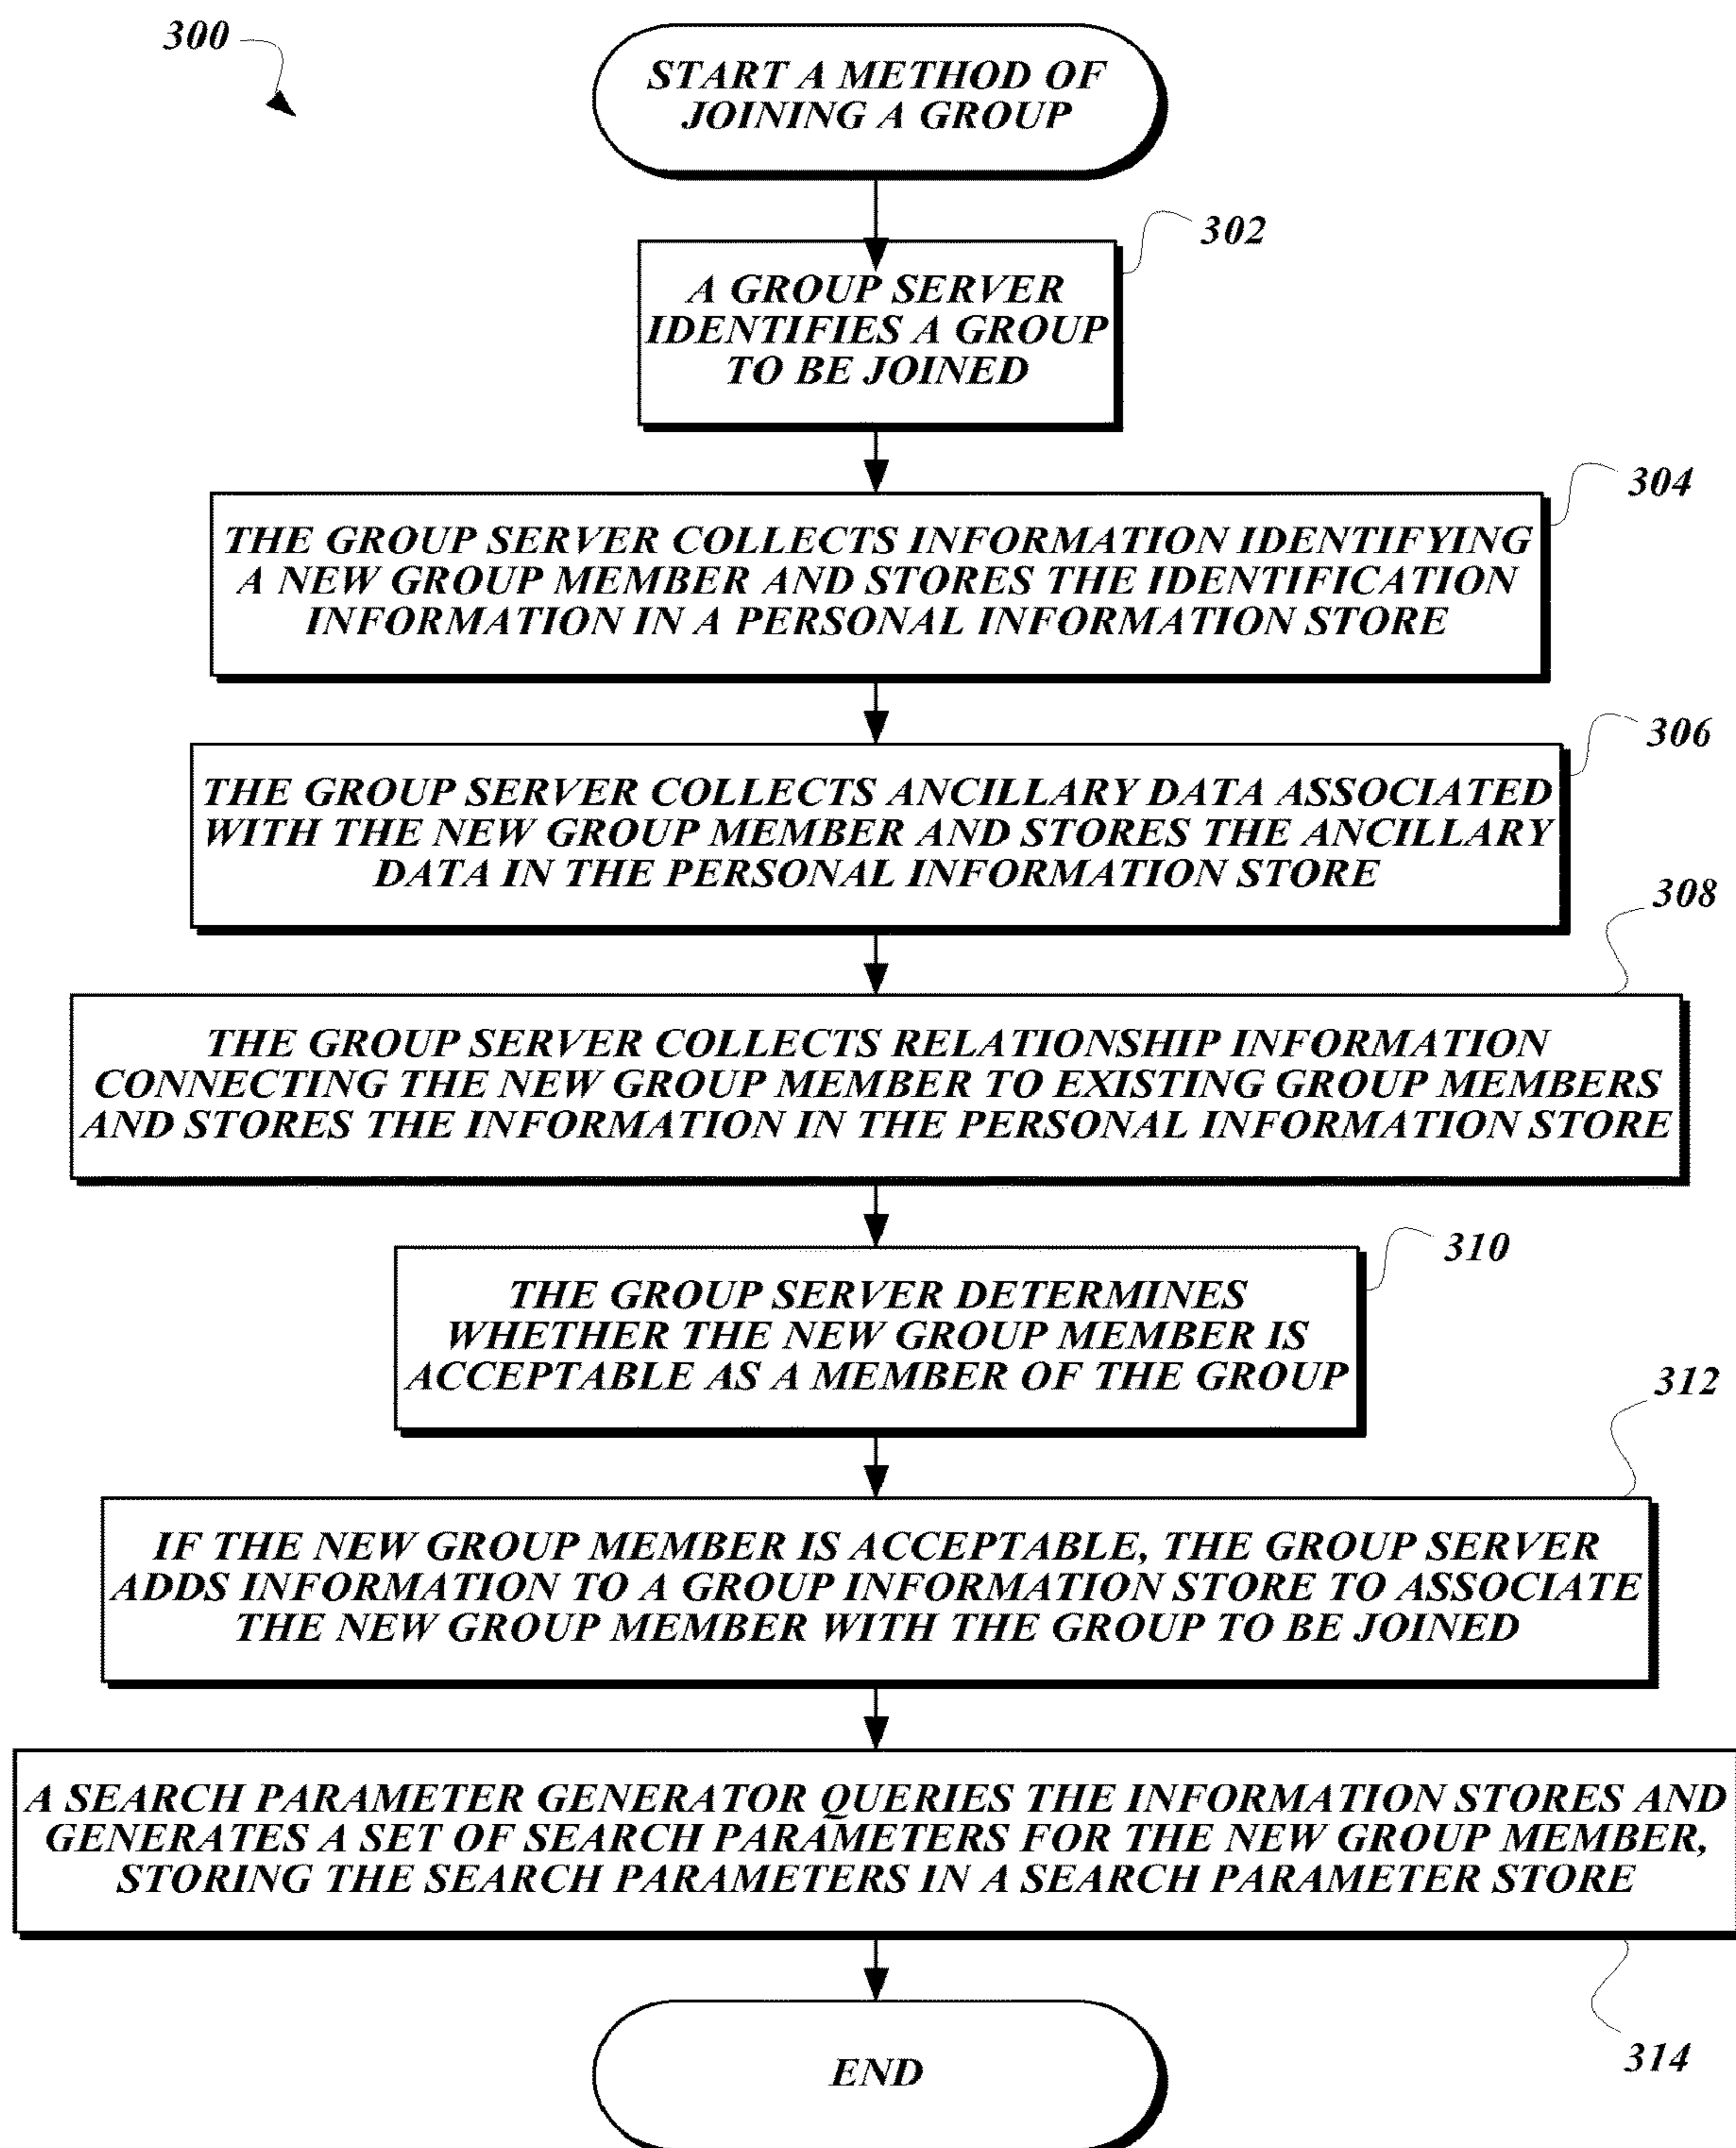 300
START A METHOD OF
JOINING A GROUP
302
A GROUP SERVER
IDENTIFIES A GROUP
TO BE JOINED
304
THE GROUP SERVER COLLECTS INFORMATION IDENTIFYING
A NEW GROUP MEMBER AND STORES THE IDENTIFICATION
INFORMATION IN A PERSONAL INFORMATION STORE
306
THE GROUP SERVER COLLECTS ANCILLARY DATA ASSOCIATED
WITH THE NEW GROUP MEMBER AND STORES THE ANCILLARY
DATA IN THE PERSONAL INFORMATION STORE
308
THE GROUP SERVER COLLECTS RELATIONSHIP INFORMATION
CONNECTING THE NEW GROUP MEMBER TO EXISTING GROUP MEMBERS
AND STORES THE INFORMATION IN THE PERSONAL INFORMATION STORE
310
THE GROUP SERVER DETERMINES
WHETHER THE NEW GROUP MEMBER IS
ACCEPTABLE AS A MEMBER OF THE GROUP
312
IF THE NEW GROUP MEMBER IS ACCEPTABLE, THE GROUP SERVER
ADDS INFORMATION TO A GROUP INFORMATION STORE TO ASSOCIATE
THE NEW GROUP MEMBER WITH THE GROUP TO BE JOINED
A SEARCH PARAMETER GENERATOR QUERIES THE INFORMATION STORES AND
GENERATES A SET OF SEARCH PARAMETERS FOR THE NEW GROUP MEMBER,
STORING THE SEARCH PARAMETERS IN A SEARCH PARAMETER STORE
314
END